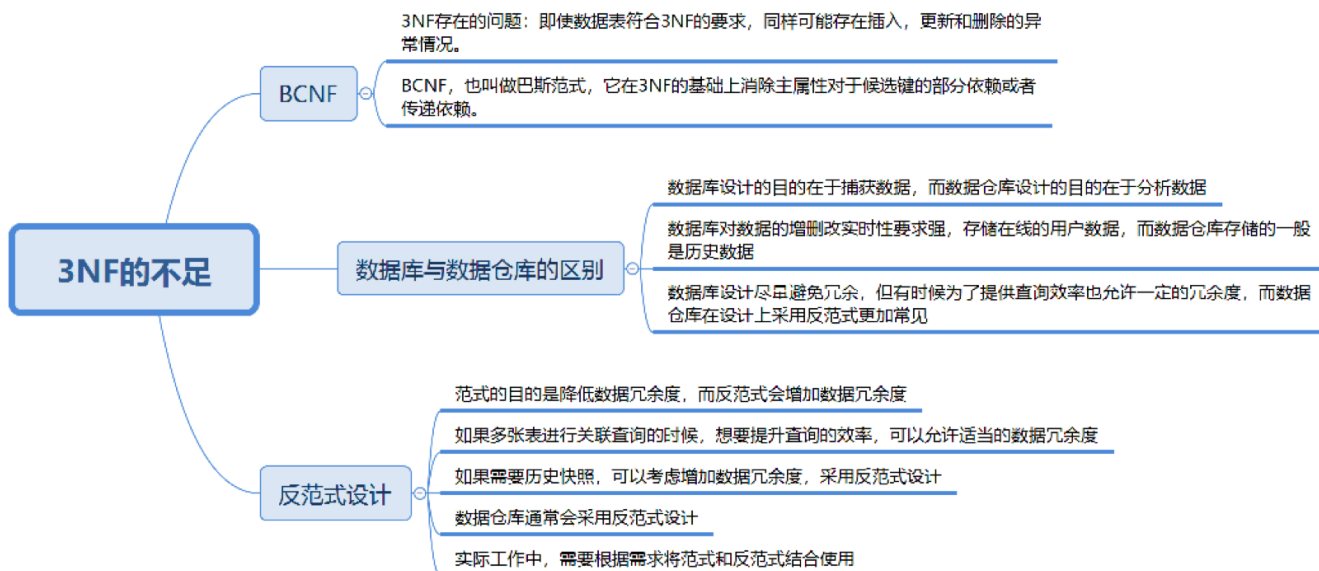 3NF的不足
BCNF
3NF存在的问题：即使数据表符合3NF的要求，同样可能存在插入，更新和删除的异
常情况。
BCNF，也叫做巴斯范式，它在3NF的基础上消除主属性对于候选键的部分依赖或者
传递依赖。
数据库与数据仓库的区别
数据库设计的目的在于捕获数据，而数据仓库设计的目的在于分析数据
数据库对数据的增删改实时性要求强，存储在线的用户数据，而数据仓库存储的一般
是历史数据
数据库设计尽量避免冗余，但有时候为了提供查询效率也允许一定的冗余度，而数据
仓库在设计上采用反范式更加常见
反范式设计
范式的目的是降低数据冗余度，而反范式会增加数据冗余度
如果多张表进行关联查询的时候，想要提升查询的效率，可以允许适当的数据冗余度
如果需要历史快照，可以考虑增加数据冗余度，采用反范式设计
数据仓库通常会采用反范式设计
实际工作中，需要根据需求将范式和反范式结合使用